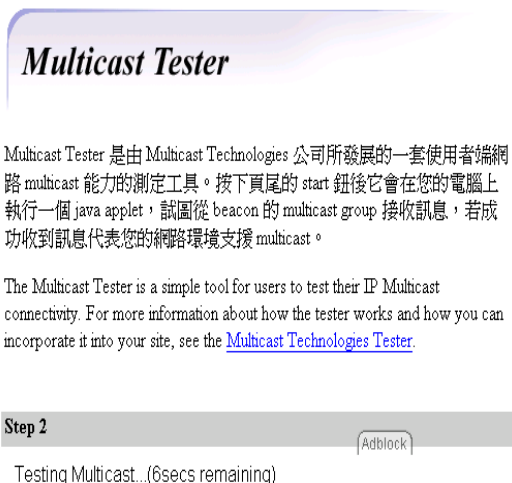 Multicast Tester
Multicast Tester 是由 Multicast Technologies 公司所發展的一套使用者端網
路 multicast 能力的測定工具。按下頁尾的 start 鈕後它會在您的電腦上
執行一個 java applet，試圖從 beacon 的 multicast group 接收訊息，若成
功收到訊息代表您的網路環境支援 multicast。
The Multicast Tester is a simple tool for users to test their IP Multicast
connectivity. For more information about how the tester works and how you can
incorporate it into your site, see the Multicast Technologies Tester.
Step 2
Adblock
Testing Multicast...(6secs remaining)